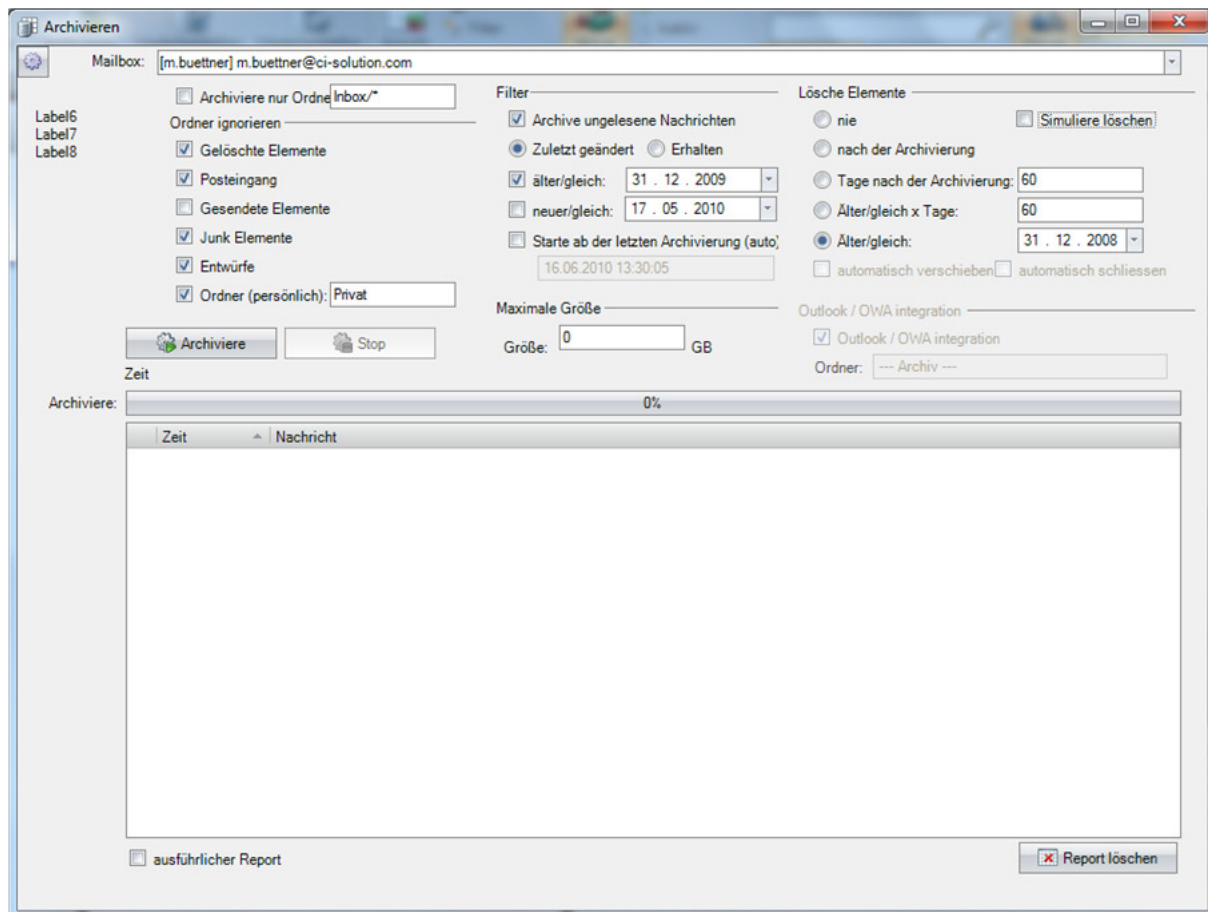 Archivieren
Mailbox: [m.buettner] m.buettner@ci-solution.com
Label6
Label7
Label8
Archiviere nur Ordne Inbox/*
Ordner ignorieren
Gelöschte Elemente
Posteingang
Gesendete Elemente
Junk Elemente
Entwürfe
Ordner (persönlich): Privat
Filter
Archive ungelesene Nachrichten
Zuletzt geändert Erhalten
älter/gleich: 31 . 12 . 2009
neuer/gleich: 17 . 05 . 2010
Starte ab der letzten Archivierung (auto)
16.06.2010 13:30:05
Maximale Größe
Größe: 0 GB
Lösche Elemente
nie Simuliere löschen
nach der Archivierung
Tage nach der Archivierung: 60
Älter/gleich x Tage: 60
Älter/gleich: 31 . 12 . 2008
automatisch verschieben automatisch schliessen
Outlook / OWA integration
Outlook / OWA integration
Ordner: --- Archiv ---
Archiviere Stop
Zeit
Archiviere: 0%
Zeit Nachricht
ausführlicher Report Report löschen